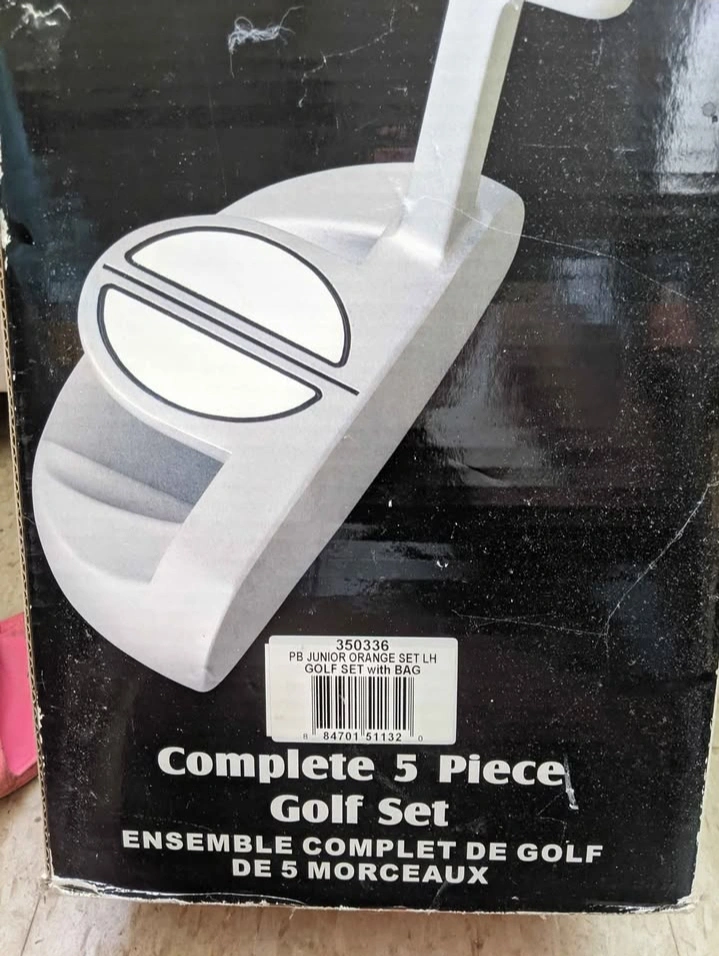 350336
PB JUNIOR ORANGE SET LH
GOLF SET with BAG
8 84701 51132 0
Complete 5 Piece
Golf Set
ENSEMBLE COMPLET DE GOLF
DE 5 MORCEAUX